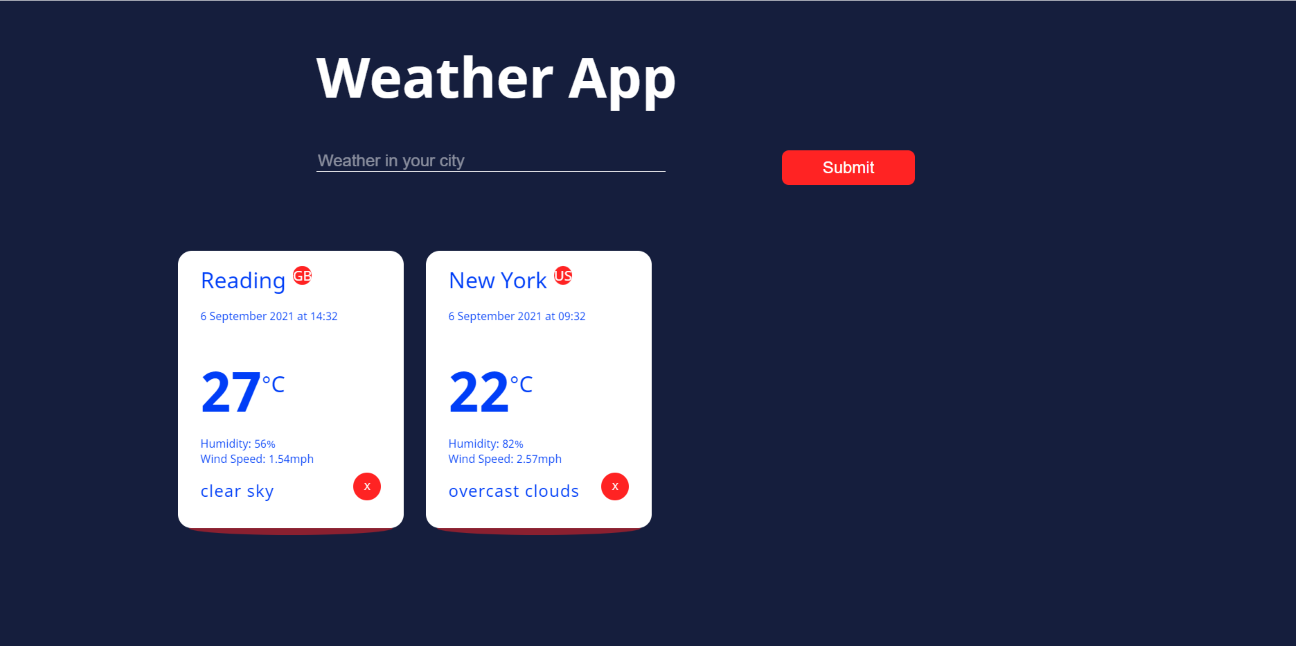 Weather App
Weather in your city
Submit
Reading GB
6 September 2021 at 14:32
27°C
Humidity: 56%
Wind Speed: 1.54mph
clear sky
x
New York US
6 September 2021 at 09:32
22°C
Humidity: 82%
Wind Speed: 2.57mph
overcast clouds
x